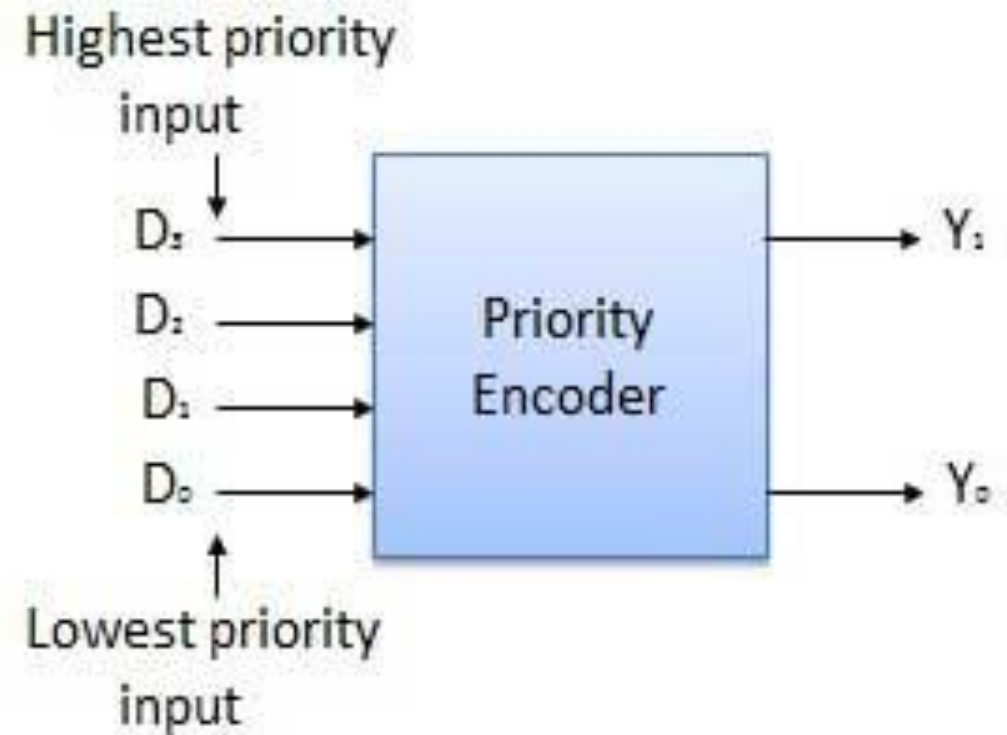 Highest priority
input
D₃
D₂
D₁
D₀
Priority
Encoder
Y₁
Y₀
Lowest priority
input